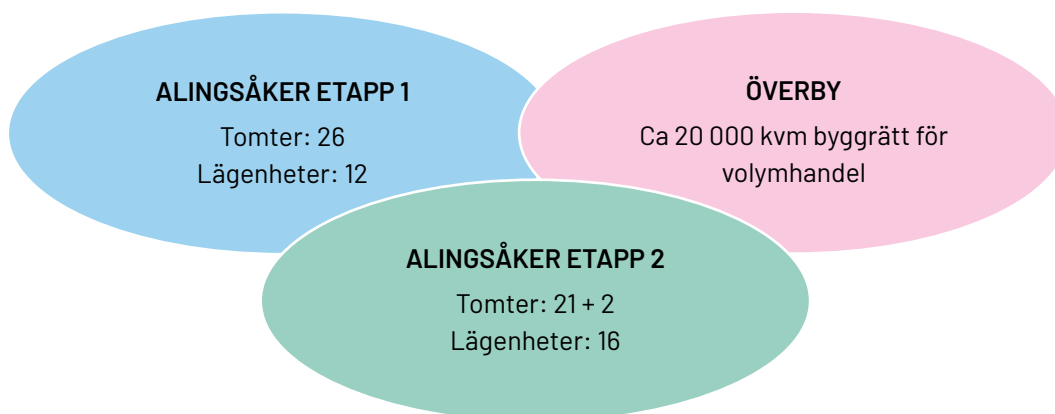 ALINGSÅKER ETAPP 1
Tomter: 26
Lägenheter: 12
ÖVERBY
Ca 20 000 kvm byggrätt för
volymhandel
ALINGSÅKER ETAPP 2
Tomter: 21 + 2
Lägenheter: 16